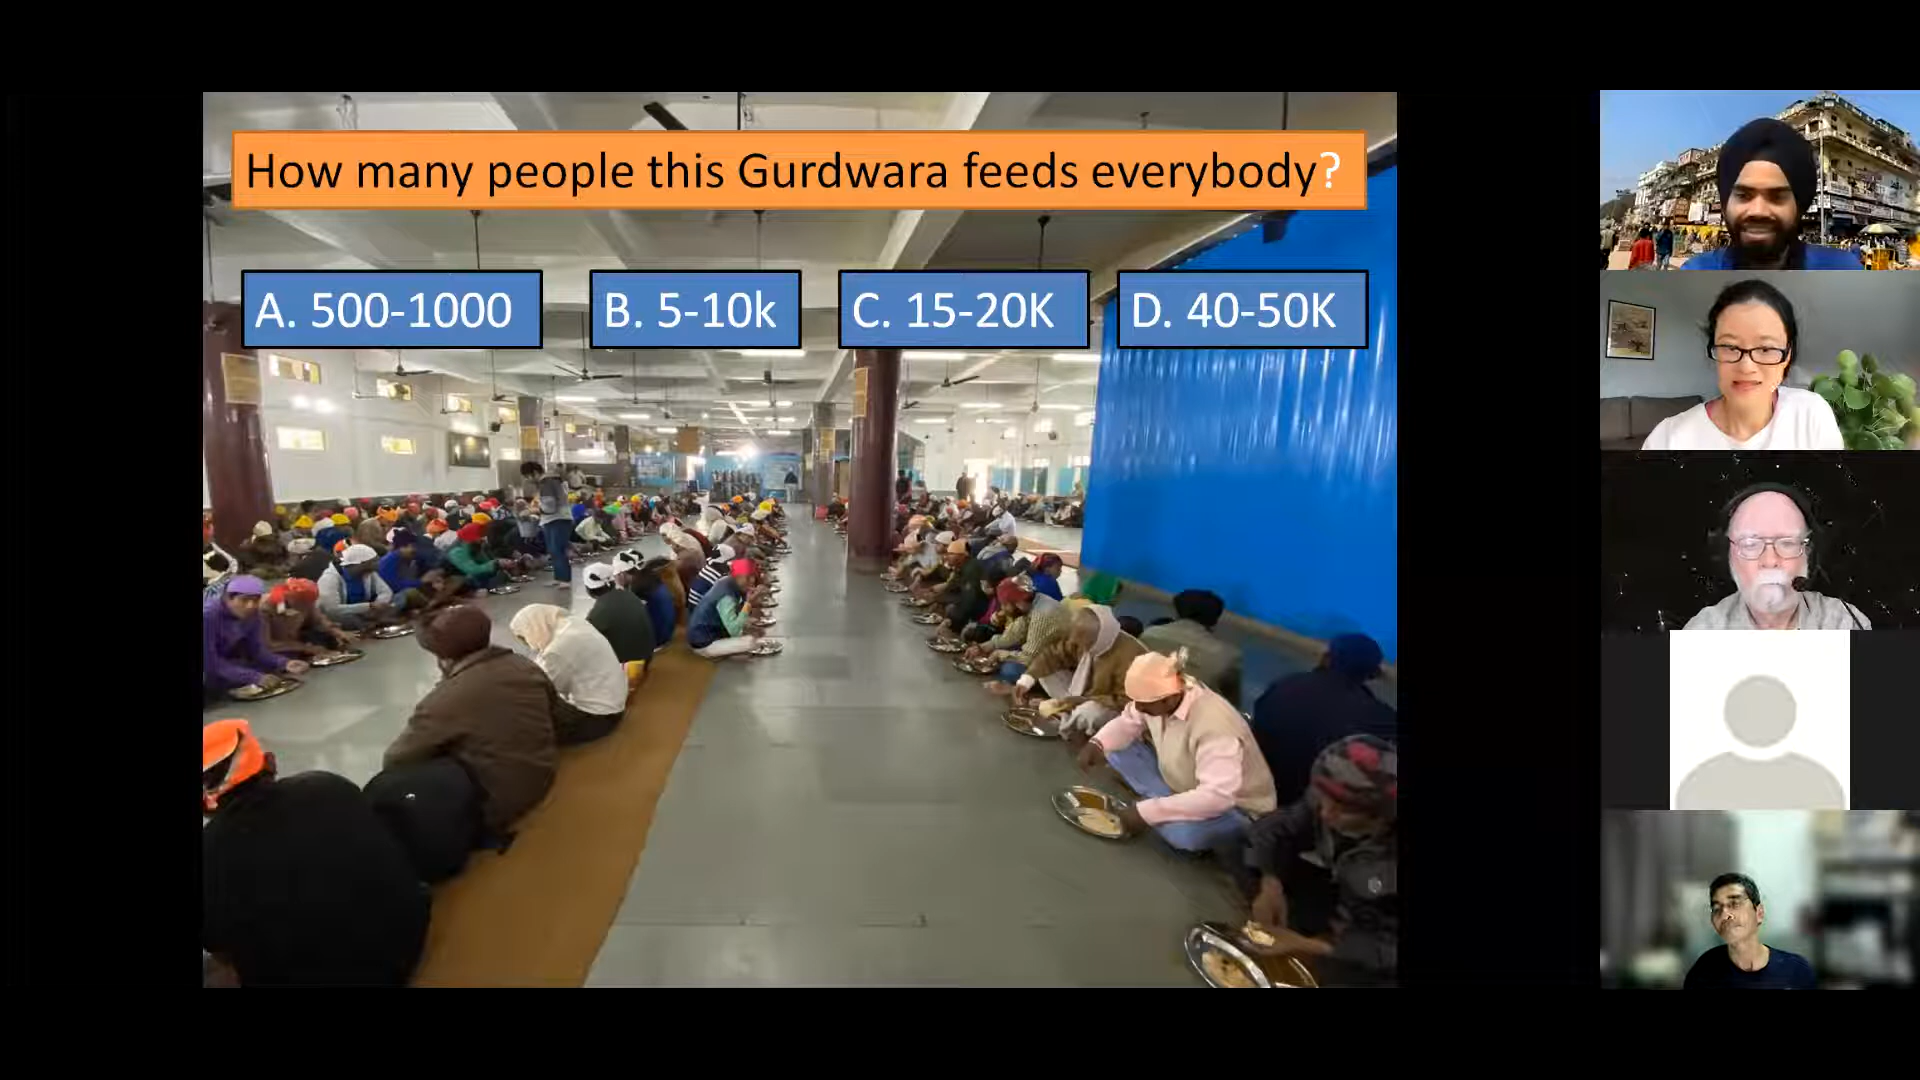 How many people this Gurdwara feeds everybody?
A. 500-1000
B. 5-10k
C. 15-20K
D. 40-50K